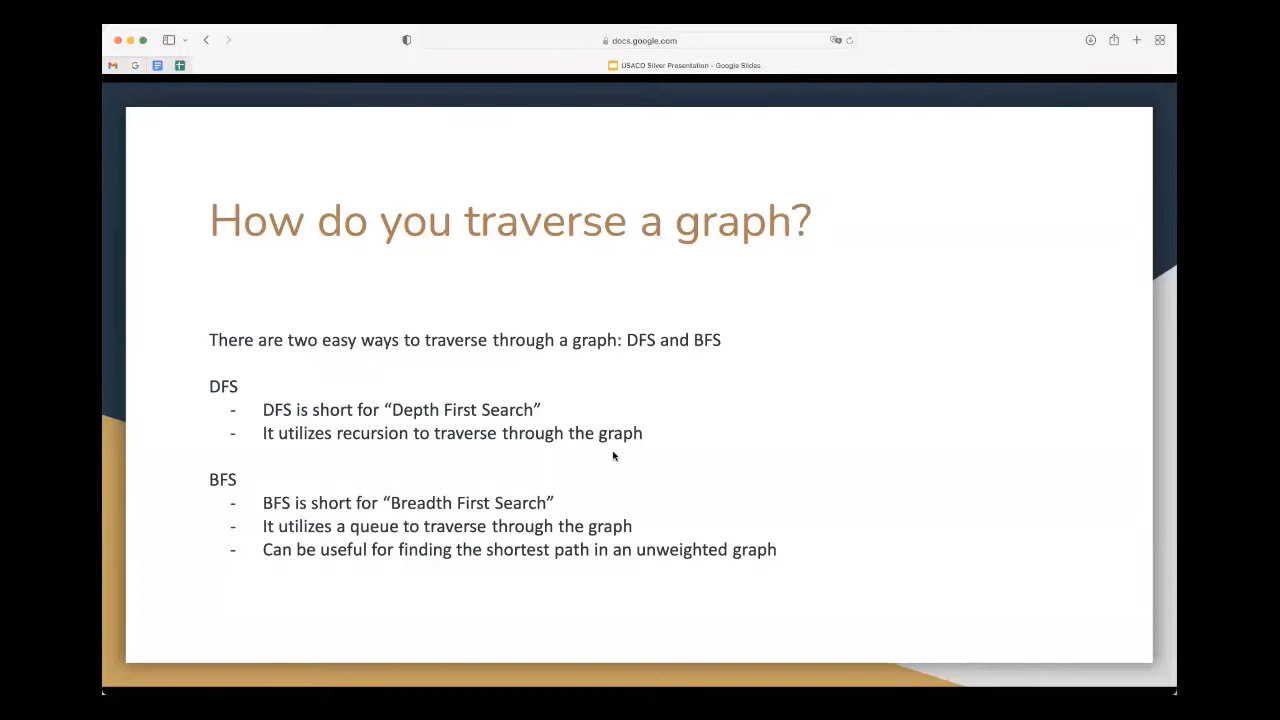 docs.google.com
USACO Silver Presentation - Google Slides
How do you traverse a graph?
There are two easy ways to traverse through a graph: DFS and BFS
DFS
- DFS is short for “Depth First Search”
- It utilizes recursion to traverse through the graph
BFS
- BFS is short for “Breadth First Search”
- It utilizes a queue to traverse through the graph
- Can be useful for finding the shortest path in an unweighted graph